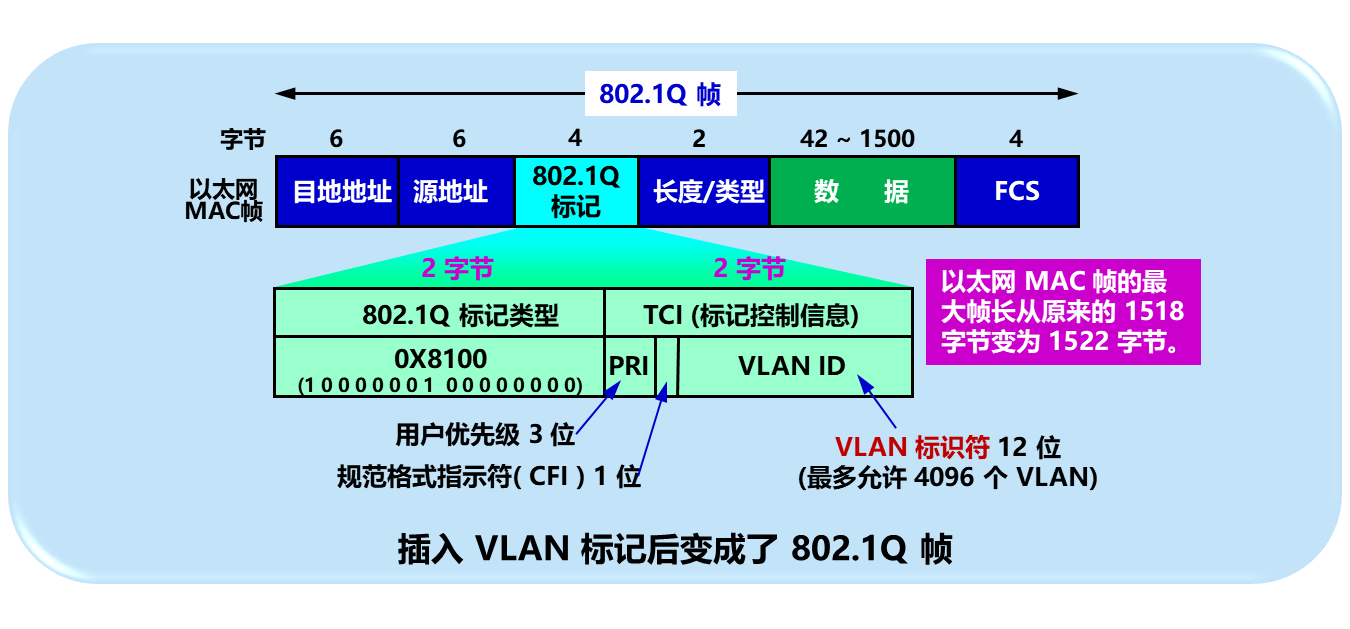 802.1Q 帧
字节 6 6 4 2 42 ~ 1500 4
以太网
MAC帧
目地地址 源地址 802.1Q
标记
长度/类型 数 据 FCS
2 字节 2 字节
802.1Q 标记类型 TCI (标记控制信息)
0X8100
(1 0 0 0 0 0 0 1 0 0 0 0 0 0 0 0)
PRI VLAN ID
以太网 MAC 帧的最
大帧长从原来的 1518
字节变为 1522 字节。
用户优先级 3 位
规范格式指示符( CFI ) 1 位
VLAN 标识符 12 位
(最多允许 4096 个 VLAN)
插入 VLAN 标记后变成了 802.1Q 帧